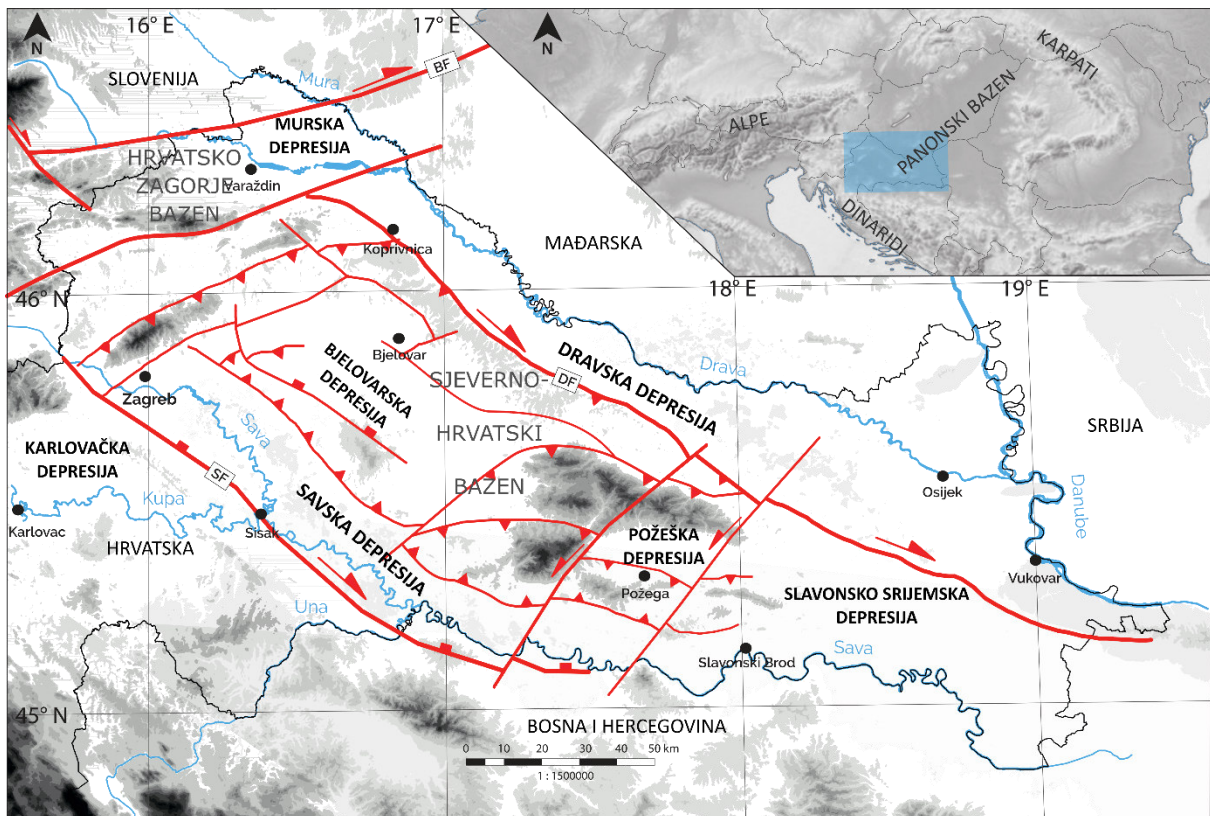 16° E
17° E
N
SLOVENIJA
Mura
BF
MURSKA
DEPRESIJA
HRVATSKO
ZAGORJE
BAZEN
Varaždin
Koprivnica
MAĐARSKA
46° N
18° E
19° E
N
KARPATI
ALPE
PANONSKI BAZEN
DINARIDI
Bjelovar
BJELOVARSKA
DEPRESIJA
SJEVERNO-
HRVATSKI
BAZEN
DF
DRAVSKA DEPRESIJA
Drava
Zagreb
Sava
SRBIJA
KARLOVAČKA
DEPRESIJA
SF
Kupa
Karlovac
Sisak
HRVATSKA
SAVSKA DEPRESIJA
Osijek
Danube
POŽEŠKA
DEPRESIJA
Požega
Vukovar
SLAVONSKO SRIJEMSKA
DEPRESIJA
Una
Slavonski Brod
Sava
45° N
BOSNA I HERCEGOVINA
0 10 20 30 40 50 km
1 : 1500000